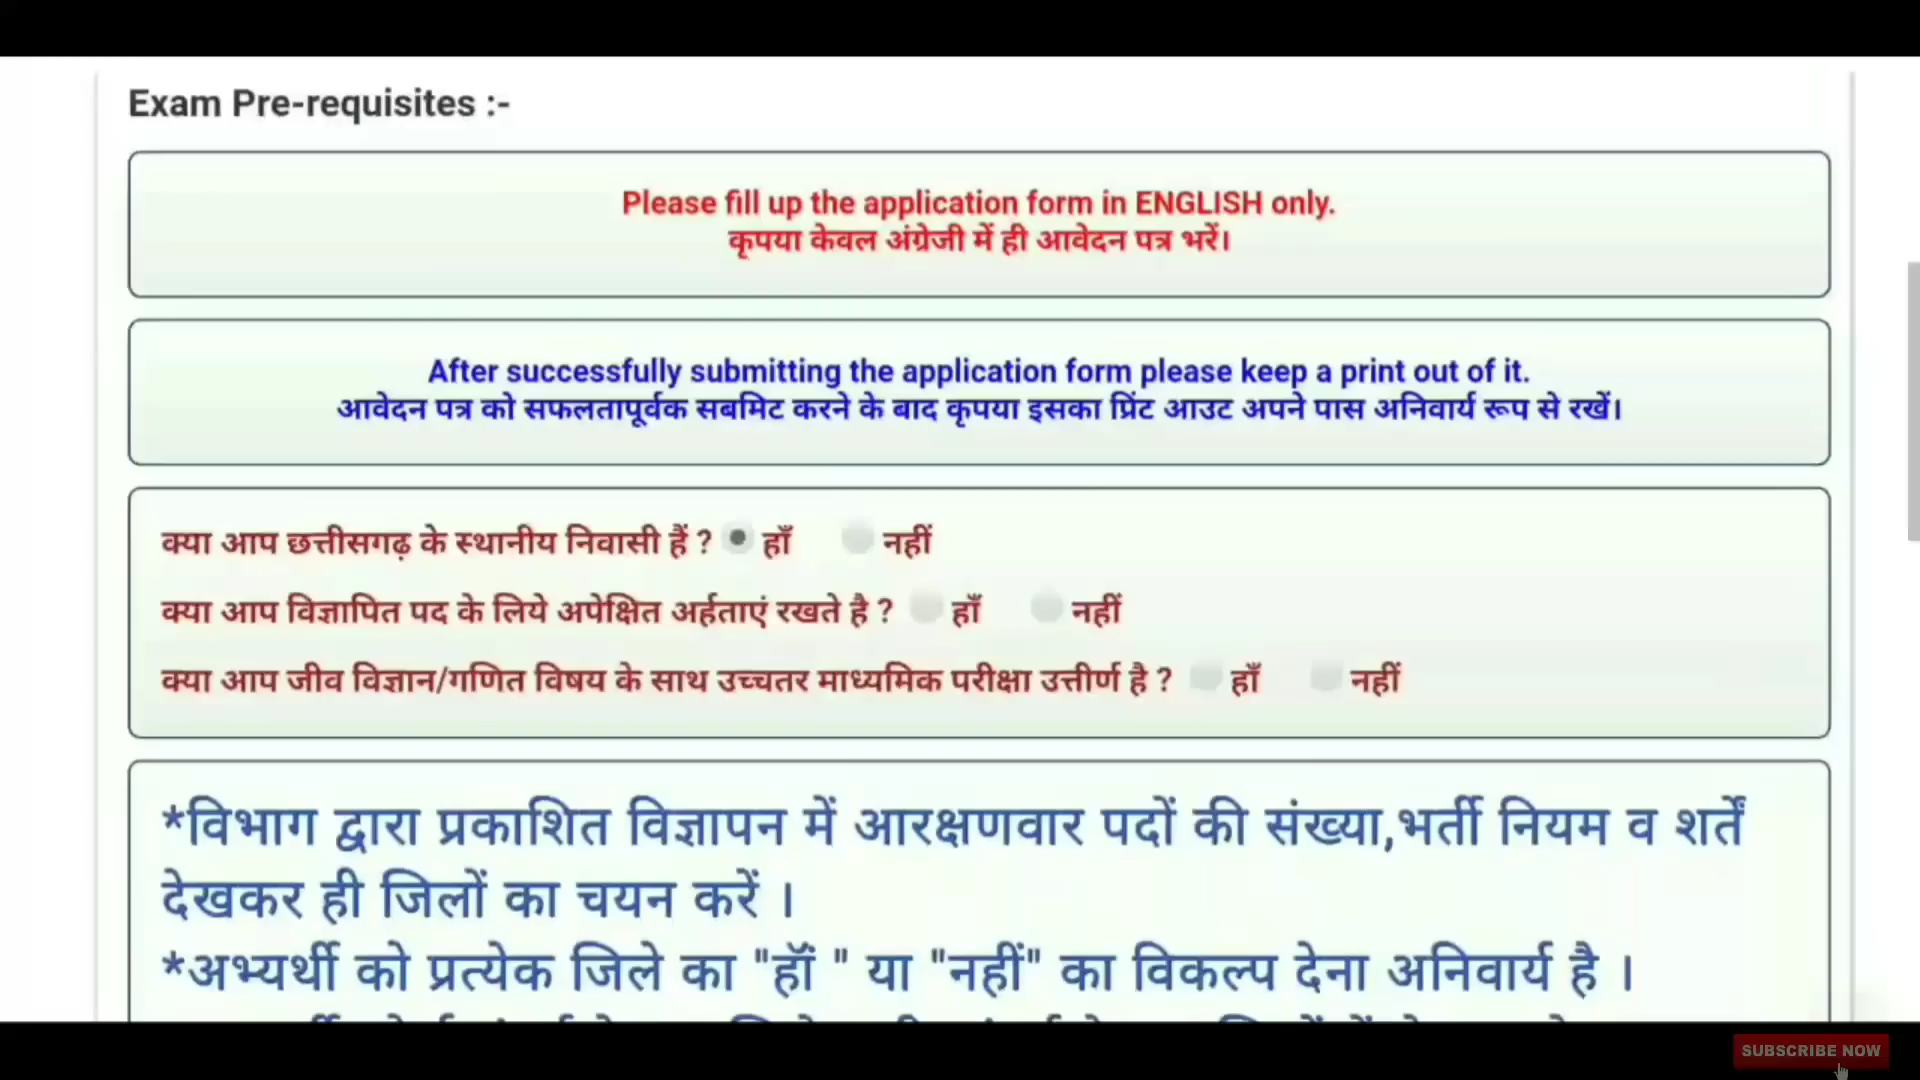 Exam Pre-requisites :-
Please fill up the application form in ENGLISH only.
कृपया केवल अंग्रेजी में ही आवेदन पत्र भरें।
After successfully submitting the application form please keep a print out of it.
आवेदन पत्र को सफलतापूर्वक सबमिट करने के बाद कृपया इसका प्रिंट आउट अपने पास अनिवार्य रूप से रखें।
क्या आप छत्तीसगढ़ के स्थानीय निवासी हैं ? हाँ नहीं
क्या आप विज्ञापित पद के लिये अपेक्षित अर्हताएं रखते है ? हाँ नहीं
क्या आप जीव विज्ञान/गणित विषय के साथ उच्चतर माध्यमिक परीक्षा उत्तीर्ण है ? हाँ नहीं
*विभाग द्वारा प्रकाशित विज्ञापन में आरक्षणवार पदों की संख्या,भर्ती नियम व शर्तें
देखकर ही जिलों का चयन करें ।
*अभ्यर्थी को प्रत्येक जिले का "हॉं " या "नहीं" का विकल्प देना अनिवार्य है ।
SUBSCRIBE NOW